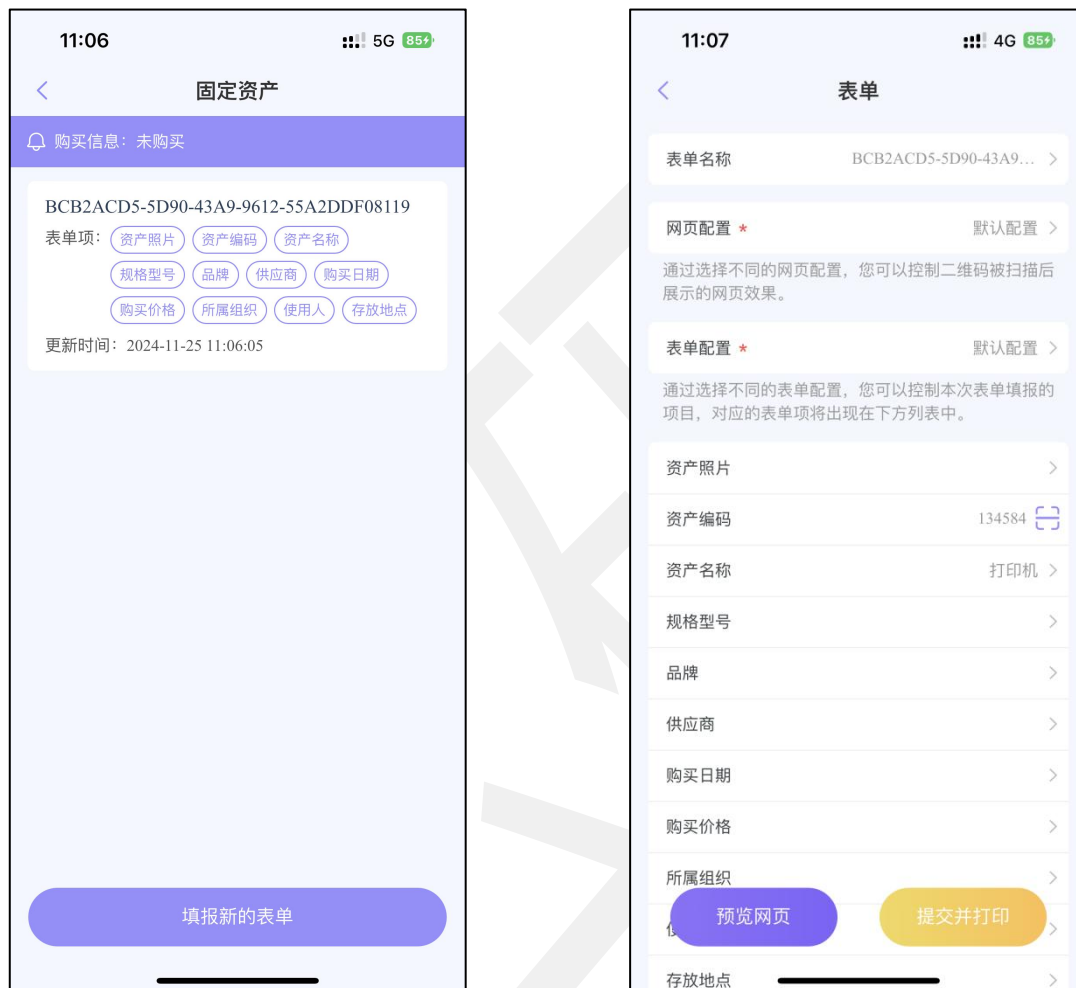 11:06
5G 85
固定资产
购买信息：未购买
BCB2ACD5-5D90-43A9-9612-55A2DDF08119
表单项： 资产照片 资产编码 资产名称
规格型号 品牌 供应商 购买日期
购买价格 所属组织 使用人 存放地点
更新时间：2024-11-25 11:06:05
填报新的表单
11:07
4G 85
表单
表单名称 BCB2ACD5-5D90-43A9...
网页配置 * 默认配置
通过选择不同的网页配置，您可以控制二维码被扫描后
展示的网页效果。
表单配置 * 默认配置
通过选择不同的表单配置，您可以控制本次表单填报的
项目，对应的表单项将出现在下方列表中。
资产照片
资产编码 134584
资产名称 打印机
规格型号
品牌
供应商
购买日期
购买价格
所属组织
预览网页 提交并打印
存放地点